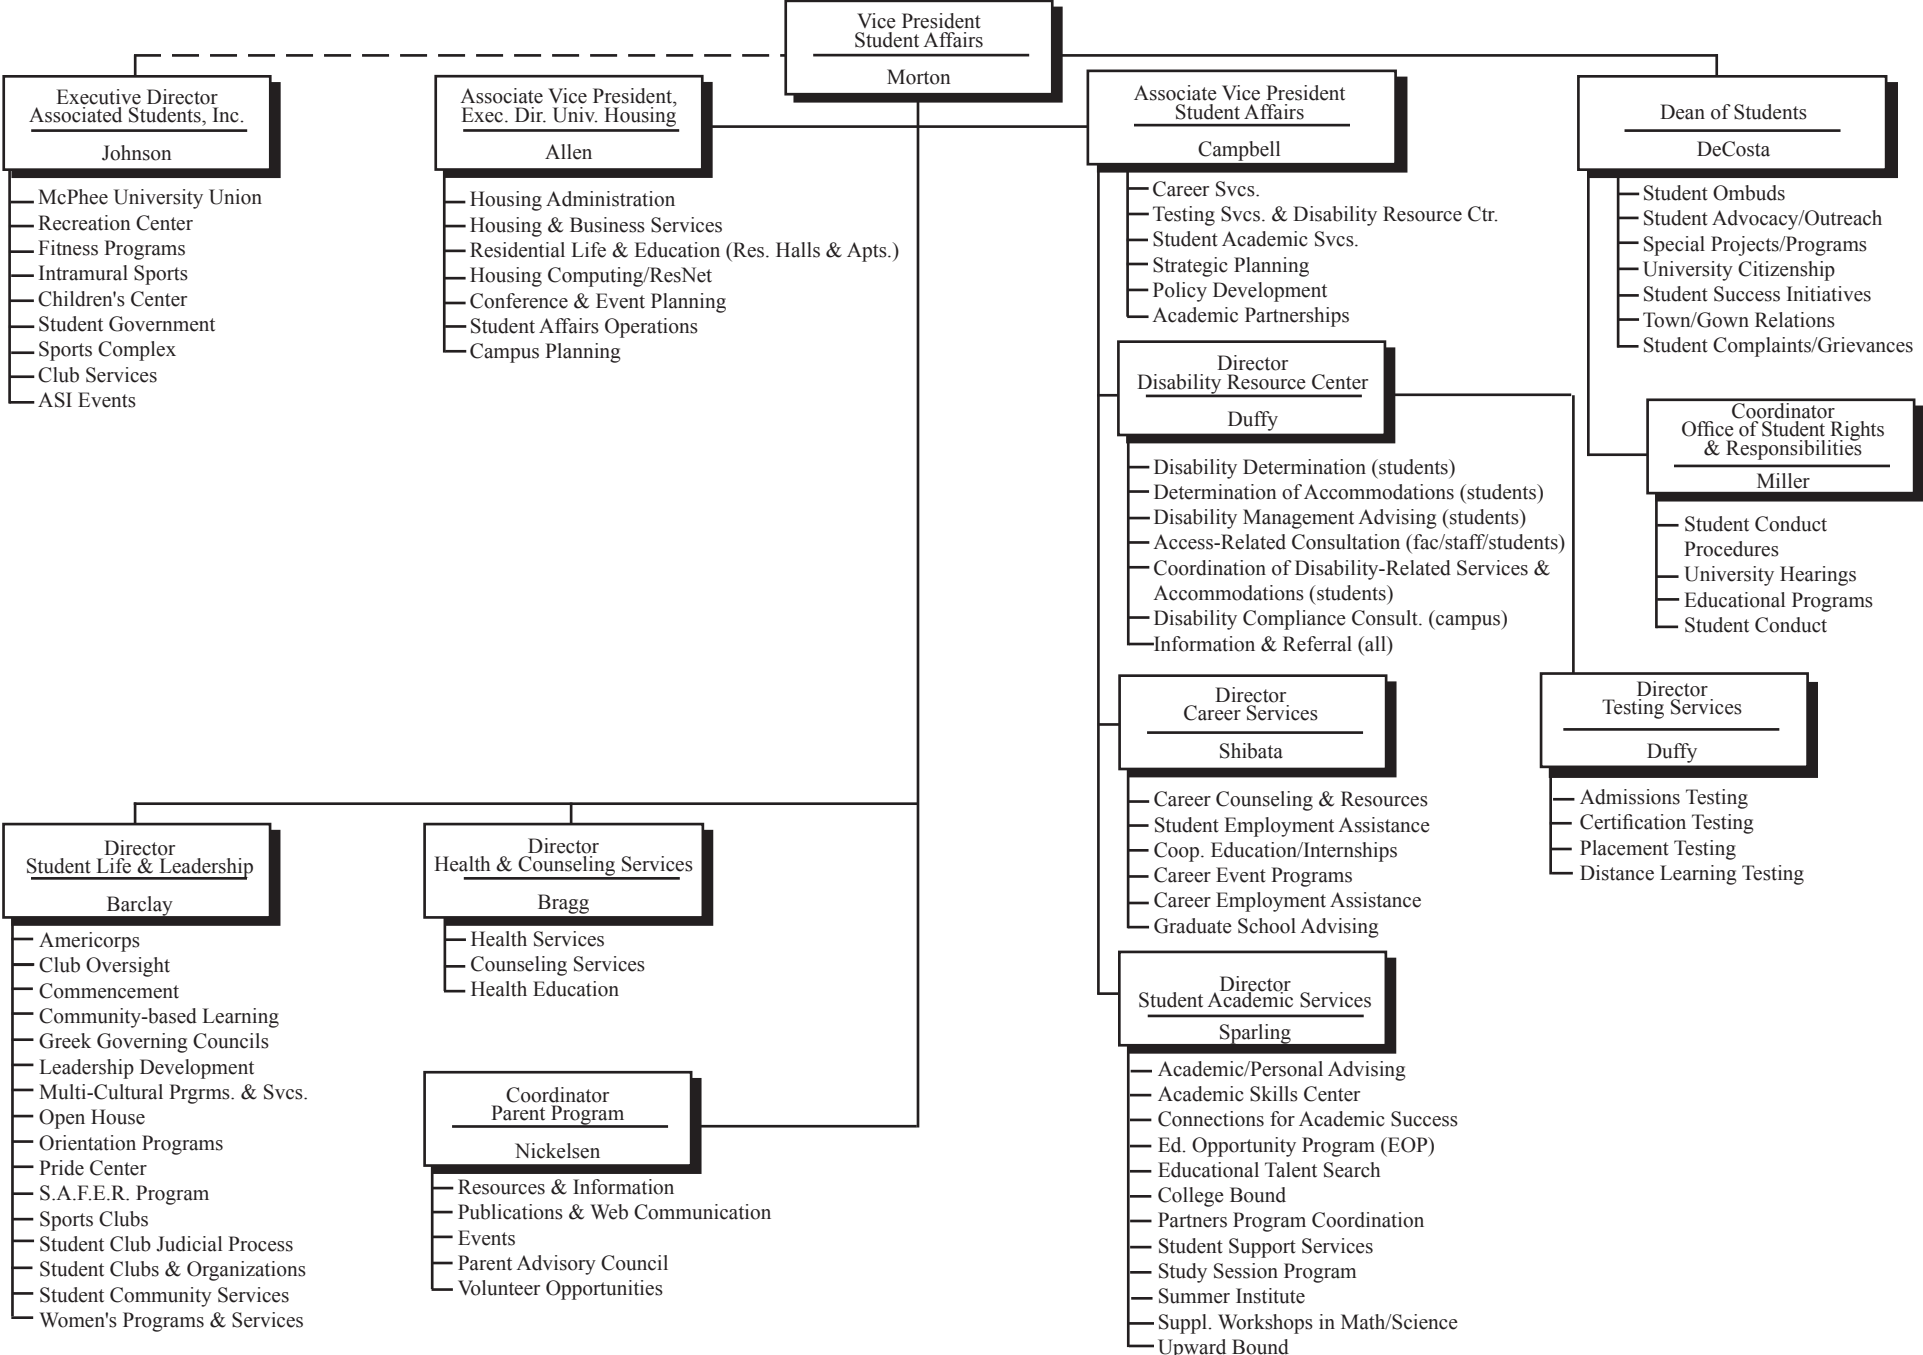 Vice President
Student Affairs
Morton
Executive Director
Associated Students, Inc.
Johnson
McPhee University Union
Recreation Center
Fitness Programs
Intramural Sports
Children's Center
Student Government
Sports Complex
Club Services
ASI Events
Associate Vice President,
Exec. Dir. Univ. Housing
Allen
Housing Administration
Housing & Business Services
Residential Life & Education (Res. Halls & Apts.)
Housing Computing/ResNet
Conference & Event Planning
Student Affairs Operations
Campus Planning
Associate Vice President
Student Affairs
Campbell
Career Svcs.
Testing Svcs. & Disability Resource Ctr.
Student Academic Svcs.
Strategic Planning
Policy Development
Academic Partnerships
Dean of Students
DeCosta
Student Ombuds
Student Advocacy/Outreach
Special Projects/Programs
University Citizenship
Student Success Initiatives
Town/Gown Relations
Student Complaints/Grievances
Director
Disability Resource Center
Duffy
Disability Determination (students)
Determination of Accommodations (students)
Disability Management Advising (students)
Access-Related Consultation (fac/staff/students)
Coordination of Disability-Related Services &
Accommodations (students)
Disability Compliance Consult. (campus)
Information & Referral (all)
Coordinator
Office of Student Rights
& Responsibilities
Miller
Student Conduct
Procedures
University Hearings
Educational Programs
Student Conduct
Director
Career Services
Shibata
Career Counseling & Resources
Student Employment Assistance
Coop. Education/Internships
Career Event Programs
Career Employment Assistance
Graduate School Advising
Director
Testing Services
Duffy
Admissions Testing
Certification Testing
Placement Testing
Distance Learning Testing
Director
Student Life & Leadership
Barclay
Americorps
Club Oversight
Commencement
Community-based Learning
Greek Governing Councils
Leadership Development
Multi-Cultural Prgrms. & Svcs.
Open House
Orientation Programs
Pride Center
S.A.F.E.R. Program
Sports Clubs
Student Club Judicial Process
Student Clubs & Organizations
Student Community Services
Women's Programs & Services
Director
Health & Counseling Services
Bragg
Health Services
Counseling Services
Health Education
Coordinator
Parent Program
Nickelsen
Resources & Information
Publications & Web Communication
Events
Parent Advisory Council
Volunteer Opportunities
Director
Student Academic Services
Sparling
Academic/Personal Advising
Academic Skills Center
Connections for Academic Success
Ed. Opportunity Program (EOP)
Educational Talent Search
College Bound
Partners Program Coordination
Student Support Services
Study Session Program
Summer Institute
Suppl. Workshops in Math/Science
Upward Bound